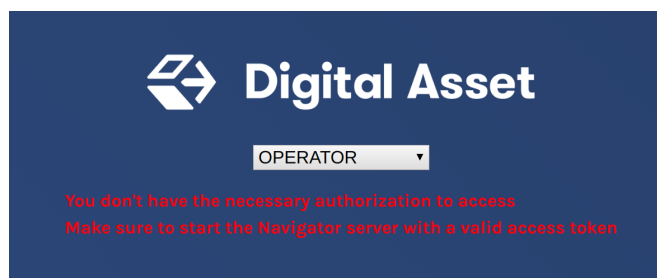 Digital Asset
OPERATOR
You don't have the necessary authorization to access
Make sure to start the Navigator server with a valid access token